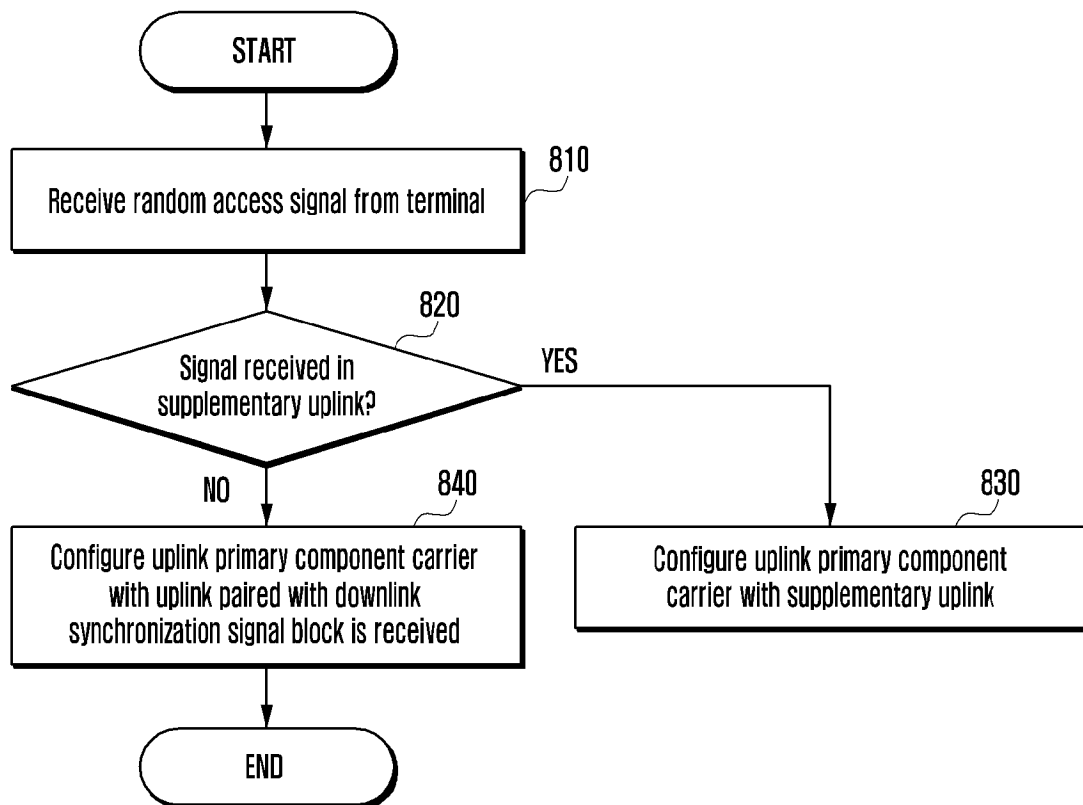 START
810
Receive random access signal from terminal
820
Signal received in
supplementary uplink?
YES
NO
840
Configure uplink primary component carrier
with uplink paired with downlink
synchronization signal block is received
830
Configure uplink primary component
carrier with supplementary uplink
END